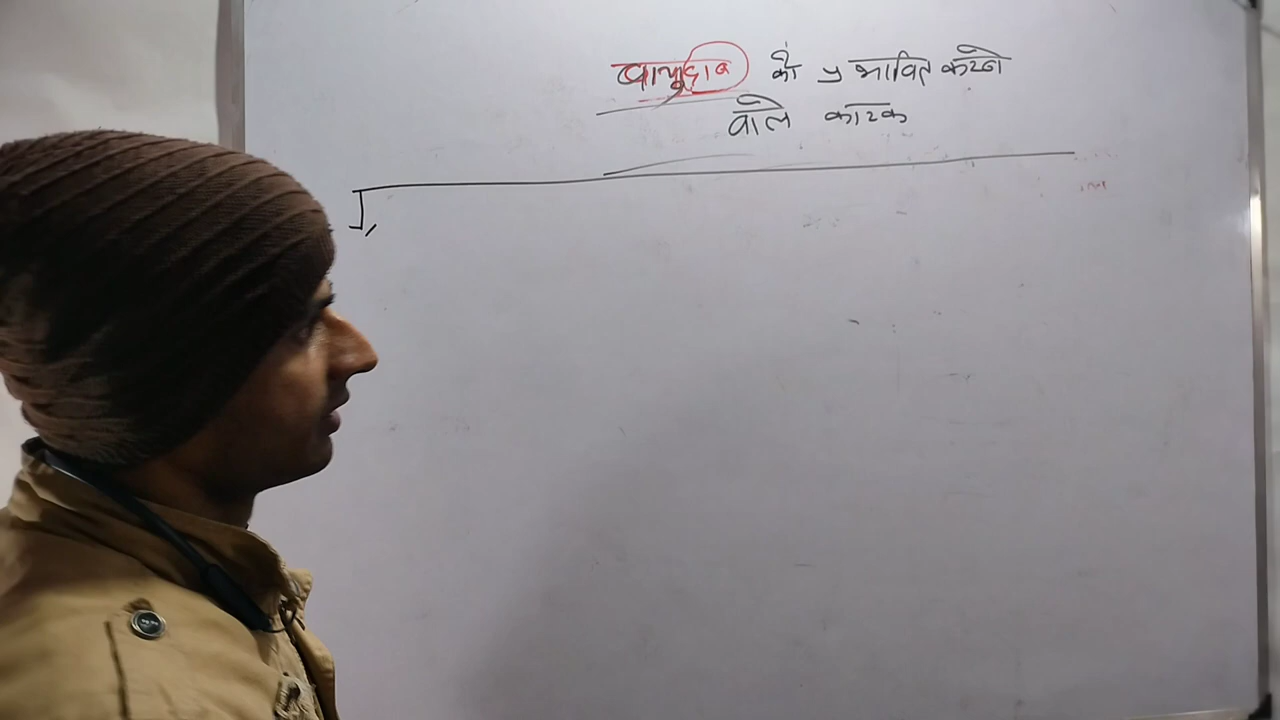 वायूदाब को प्रभावित करने
वाले कारक